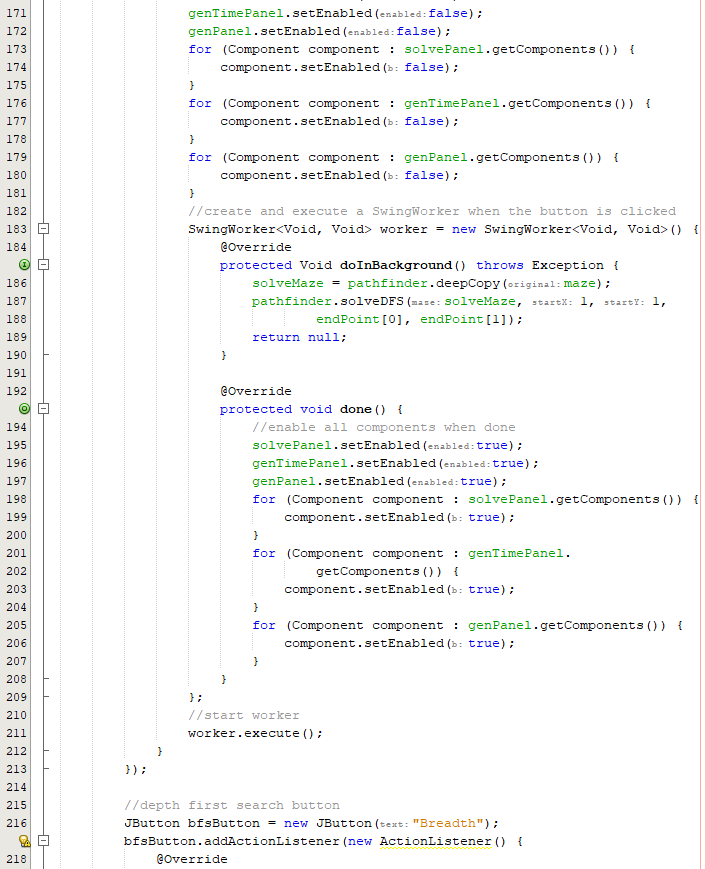 171 genTimePanel.setEnabled(enabled:false);
172 genPanel.setEnabled(enabled:false);
173 for (Component component : solvePanel.getComponents()) {
174 component.setEnabled(b: false);
175 }
176 for (Component component : genTimePanel.getComponents()) {
177 component.setEnabled(b: false);
178 }
179 for (Component component : genPanel.getComponents()) {
180 component.setEnabled(b: false);
181 }
182 //create and execute a SwingWorker when the button is clicked
183 SwingWorker<Void, Void> worker = new SwingWorker<Void, Void>() {
184 @Override
protected Void doInBackground() throws Exception {
186 solveMaze = pathfinder.deepCopy(original:maze);
187 pathfinder.solveDFS(maze:solveMaze, startX: 1, startY: 1,
188 endPoint[0], endPoint[1]);
189 return null;
190 }
191
192 @Override
protected void done() {
194 //enable all components when done
195 solvePanel.setEnabled(enabled:true);
196 genTimePanel.setEnabled(enabled:true);
197 genPanel.setEnabled(enabled:true);
198 for (Component component : solvePanel.getComponents()) {
199 component.setEnabled(b: true);
200 }
201 for (Component component : genTimePanel.
202 getComponents()) {
203 component.setEnabled(b: true);
204 }
205 for (Component component : genPanel.getComponents()) {
206 component.setEnabled(b: true);
207 }
208 }
209 };
210 //start worker
211 worker.execute();
212 }
213 });
214
215 //depth first search button
216 JButton bfsButton = new JButton(text:"Breadth");
bfsButton.addActionListener(new ActionListener() {
218 @Override